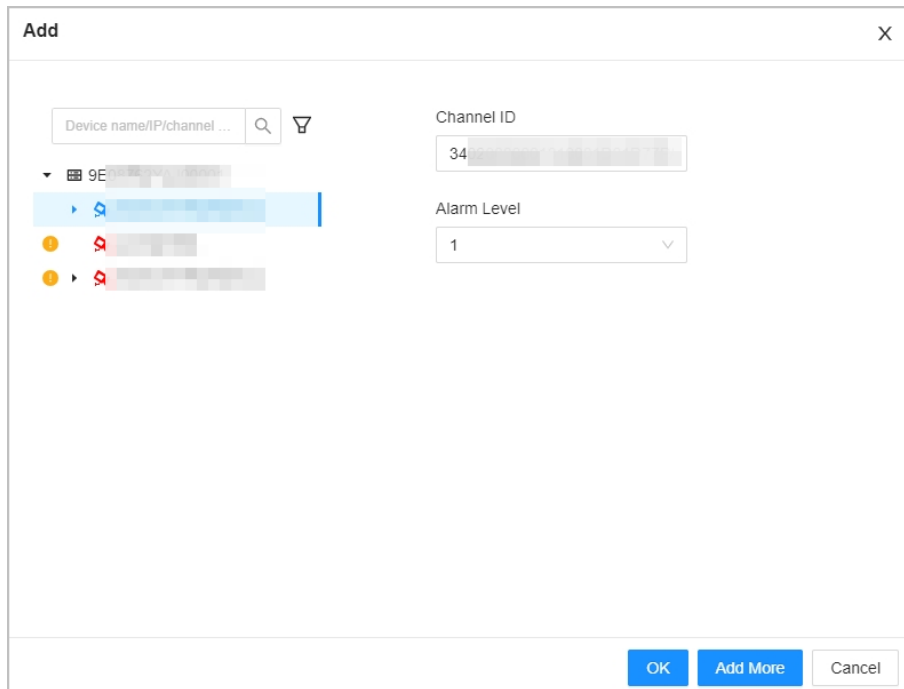 Add
X
Device name/IP/channel ...
9E
Channel ID
34
Alarm Level
1
OK
Add More
Cancel